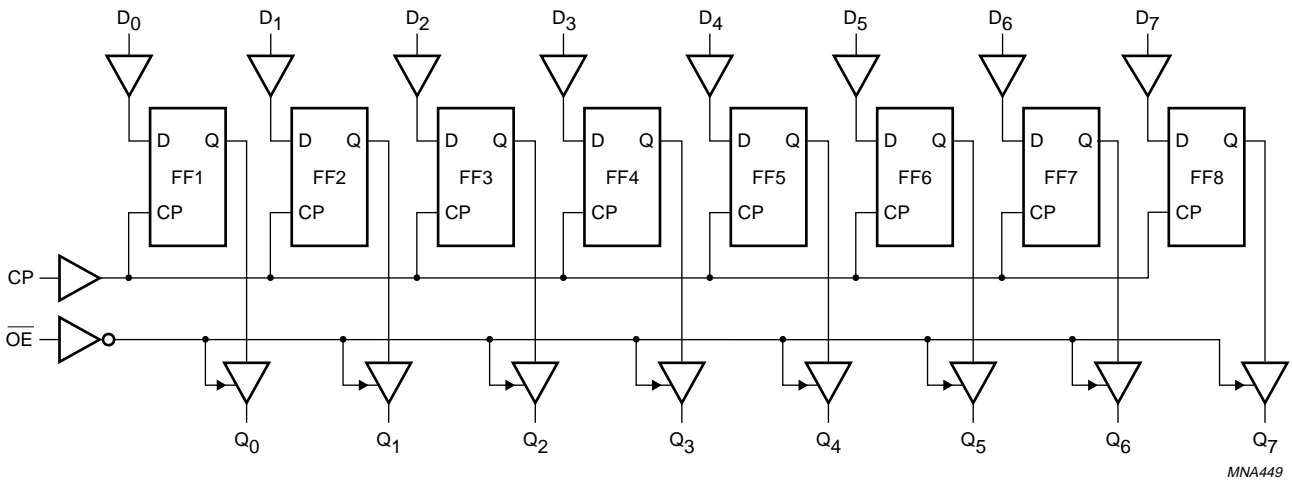 D0 D1 D2 D3 D4 D5 D6 D7
D Q D Q D Q D Q D Q D Q D Q D Q
FF1 FF2 FF3 FF4 FF5 FF6 FF7 FF8
CP CP CP CP CP CP CP CP
CP
O̅E̅
Q0 Q1 Q2 Q3 Q4 Q5 Q6 Q7
MNA449